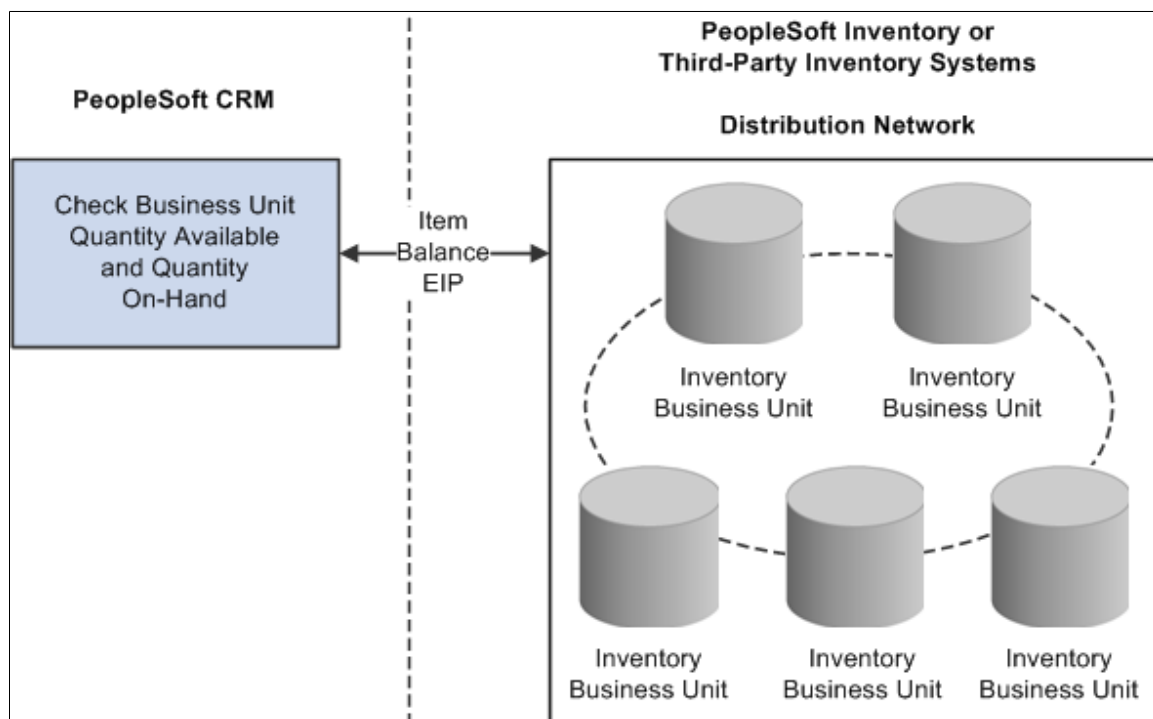 PeopleSoft Inventory or
Third-Party Inventory Systems
PeopleSoft CRM
Distribution Network
Check Business Unit
Quantity Available
and Quantity
On-Hand
Item
Balance
EIP
Inventory
Business Unit
Inventory
Business Unit
Inventory
Business Unit
Inventory
Business Unit
Inventory
Business Unit